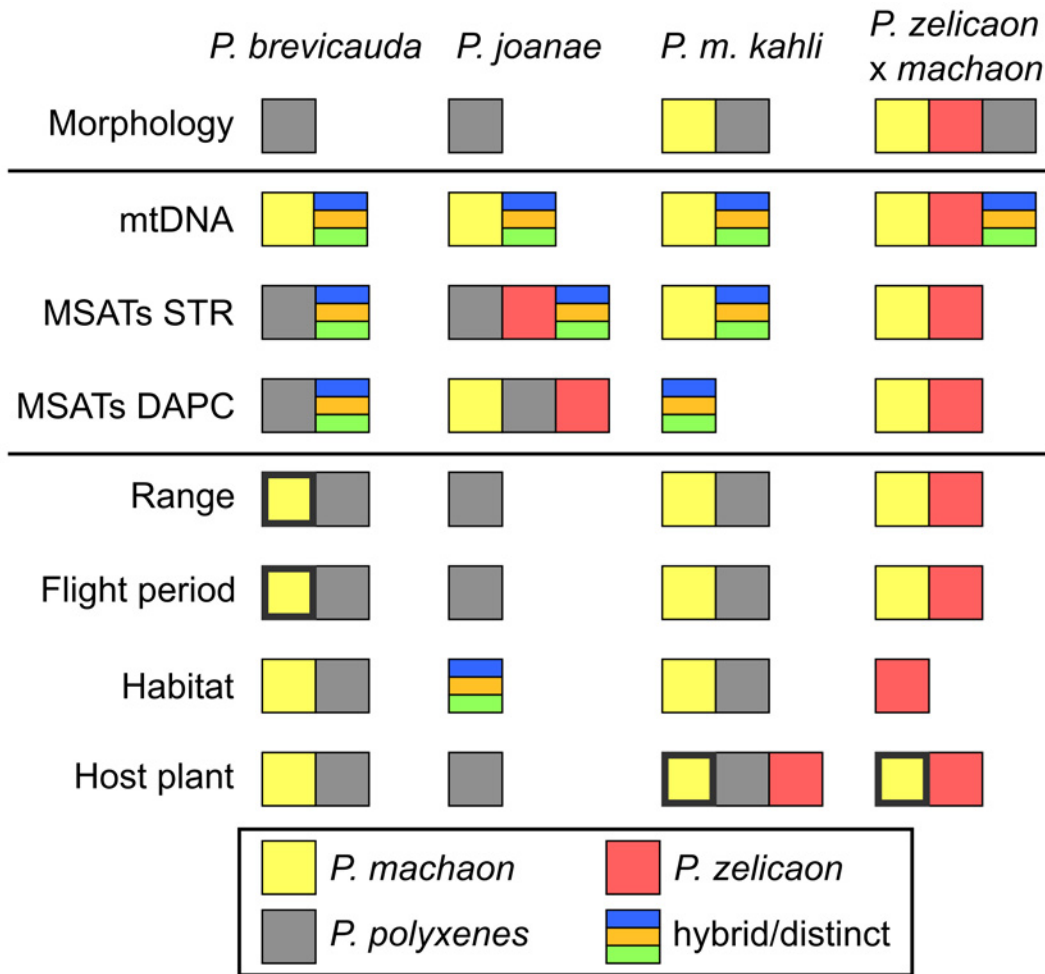 P. brevicauda P. joanae P. m. kahli P. zelicaon
x machaon
Morphology
mtDNA
MSATs STR
MSATs DAPC
Range
Flight period
Habitat
Host plant
P. machaon P. zelicaon
P. polyxenes hybrid/distinct